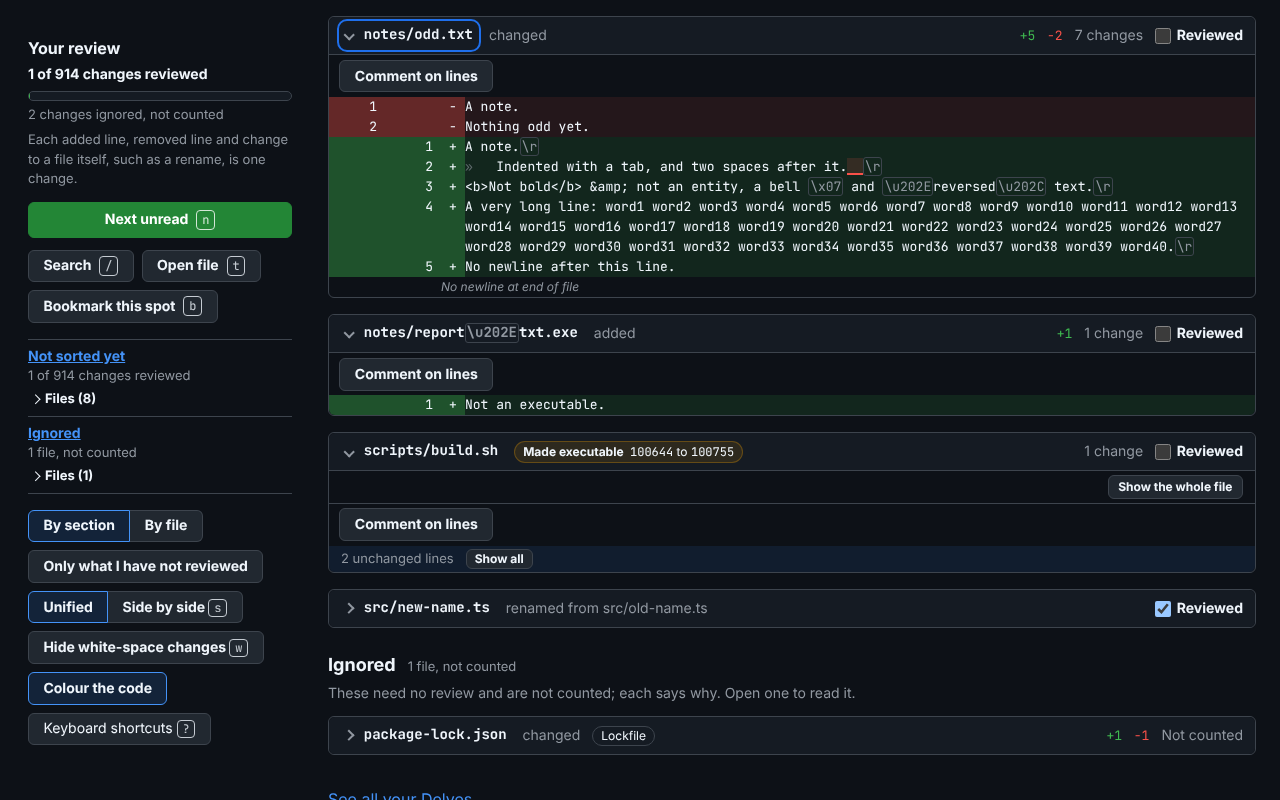 Your review
1 of 914 changes reviewed
2 changes ignored, not counted
Each added line, removed line and change
to a file itself, such as a rename, is one
change.
Next unread n
Search / Open file t
Bookmark this spot b
Not sorted yet
1 of 914 changes reviewed
Files (8)
Ignored
1 file, not counted
Files (1)
By section By file
Only what I have not reviewed
Unified Side by side s
Hide white-space changes w
Colour the code
Keyboard shortcuts ?
notes/odd.txt changed +5 -2 7 changes Reviewed
Comment on lines
1 - A note.
2 - Nothing odd yet.
1 + A note.\r
2 + » Indented with a tab, and two spaces after it. \r
3 + <b>Not bold</b> &amp; not an entity, a bell \x07 and \u202Ereversed\u202C text.\r
4 + A very long line: word1 word2 word3 word4 word5 word6 word7 word8 word9 word10 word11 word12 word13
word14 word15 word16 word17 word18 word19 word20 word21 word22 word23 word24 word25 word26 word27
word28 word29 word30 word31 word32 word33 word34 word35 word36 word37 word38 word39 word40.\r
5 + No newline after this line.
No newline at end of file
notes/report\u202Etxt.exe added +1 1 change Reviewed
Comment on lines
1 + Not an executable.
scripts/build.sh Made executable 100644 to 100755 1 change Reviewed
Show the whole file
Comment on lines
2 unchanged lines Show all
src/new-name.ts renamed from src/old-name.ts Reviewed
Ignored 1 file, not counted
These need no review and are not counted; each says why. Open one to read it.
package-lock.json changed Lockfile +1 -1 Not counted
See all your Delves